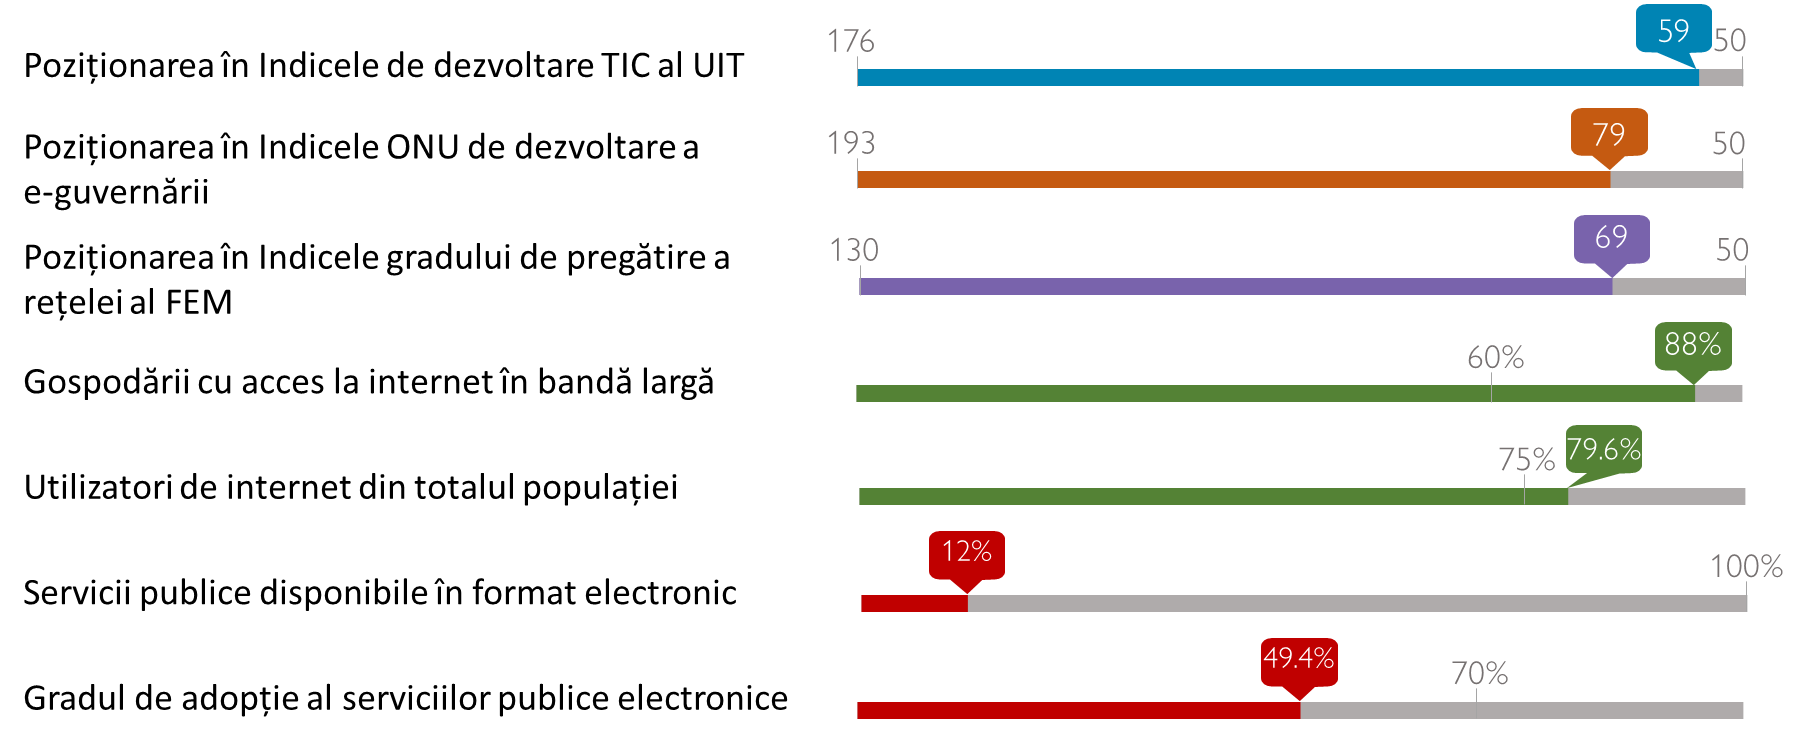 Poziționarea în Indicele de dezvoltare TIC al UIT
176
59
50
Poziționarea în Indicele ONU de dezvoltare a
e-guvernării
193
79
50
Poziționarea în Indicele gradului de pregătire a
rețelei al FEM
130
69
50
Gospodării cu acces la internet în bandă largă
60%
88%
Utilizatori de internet din totalul populației
75%
79.6%
Servicii publice disponibile în format electronic
12%
100%
Gradul de adopție al serviciilor publice electronice
49.4%
70%